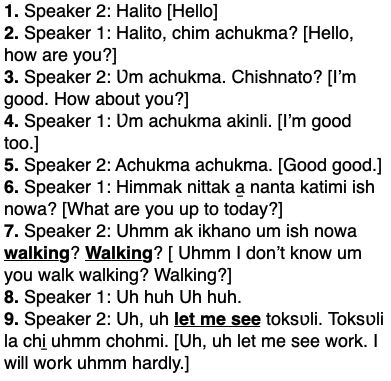 1. Speaker 2: Halito [Hello]
2. Speaker 1: Halito, chim achukma? [Hello,
how are you?]
3. Speaker 2: Ʋm achukma. Chishnato? [I’m
good. How about you?]
4. Speaker 1: Ʋm achukma akinli. [I’m good
too.]
5. Speaker 2: Achukma achukma. [Good good.]
6. Speaker 1: Himmak nittak a̱ nanta katimi ish
nowa? [What are you up to today?]
7. Speaker 2: Uhmm ak ikhano um ish nowa
walking? Walking? [ Uhmm I don’t know um
you walk walking? Walking?]
8. Speaker 1: Uh huh Uh huh.
9. Speaker 2: Uh, uh let me see toksʋli. Toksʋli
la chi̱ uhmm chohmi. [Uh, uh let me see work. I
will work uhmm hardly.]